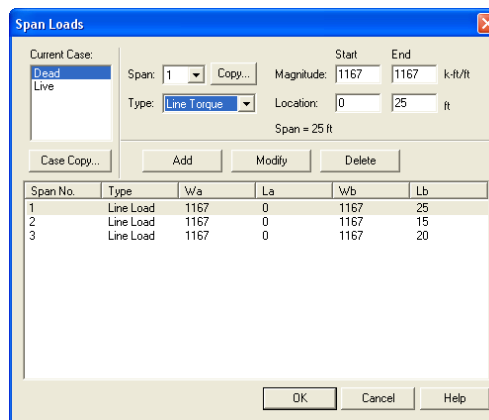 Span Loads
Current Case:
Dead
Live
Case Copy...
Span: 1 Copy...
Type: Line Torque
Start End
Magnitude: 1167 1167 k-ft/ft
Location: 0 25 ft
Span = 25 ft
Add Modify Delete
Span No. Type Wa La Wb Lb
1 Line Load 1167 0 1167 25
2 Line Load 1167 0 1167 15
3 Line Load 1167 0 1167 20
OK Cancel Help